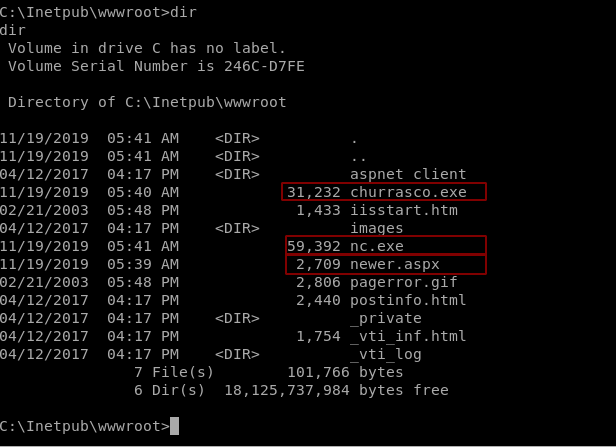 C:\Inetpub\wwwroot>dir
dir
 Volume in drive C has no label.
 Volume Serial Number is 246C-D7FE

 Directory of C:\Inetpub\wwwroot

11/19/2019  05:41 AM    <DIR>          .
11/19/2019  05:41 AM    <DIR>          ..
04/12/2017  04:17 PM    <DIR>          aspnet client
11/19/2019  05:40 AM            31,232 churrasco.exe
02/21/2003  05:48 PM             1,433 iisstart.htm
04/12/2017  04:17 PM    <DIR>          images
11/19/2019  05:41 AM            59,392 nc.exe
11/19/2019  05:39 AM             2,709 newer.aspx
02/21/2003  05:48 PM             2,806 pagerror.gif
04/12/2017  04:17 PM             2,440 postinfo.html
04/12/2017  04:17 PM    <DIR>          _private
04/12/2017  04:17 PM             1,754 _vti_inf.html
04/12/2017  04:17 PM    <DIR>          _vti_log
               7 File(s)        101,766 bytes
               6 Dir(s)  18,125,737,984 bytes free

C:\Inetpub\wwwroot>